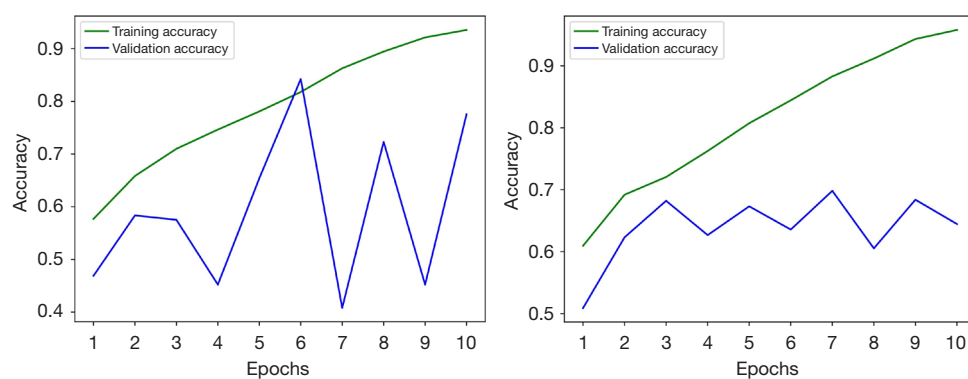 Training accuracy
Validation accuracy
Accuracy
0.9
0.8
0.7
0.6
0.5
0.4
1 2 3 4 5 6 7 8 9 10
Epochs
Training accuracy
Validation accuracy
Accuracy
0.9
0.8
0.7
0.6
0.5
1 2 3 4 5 6 7 8 9 10
Epochs